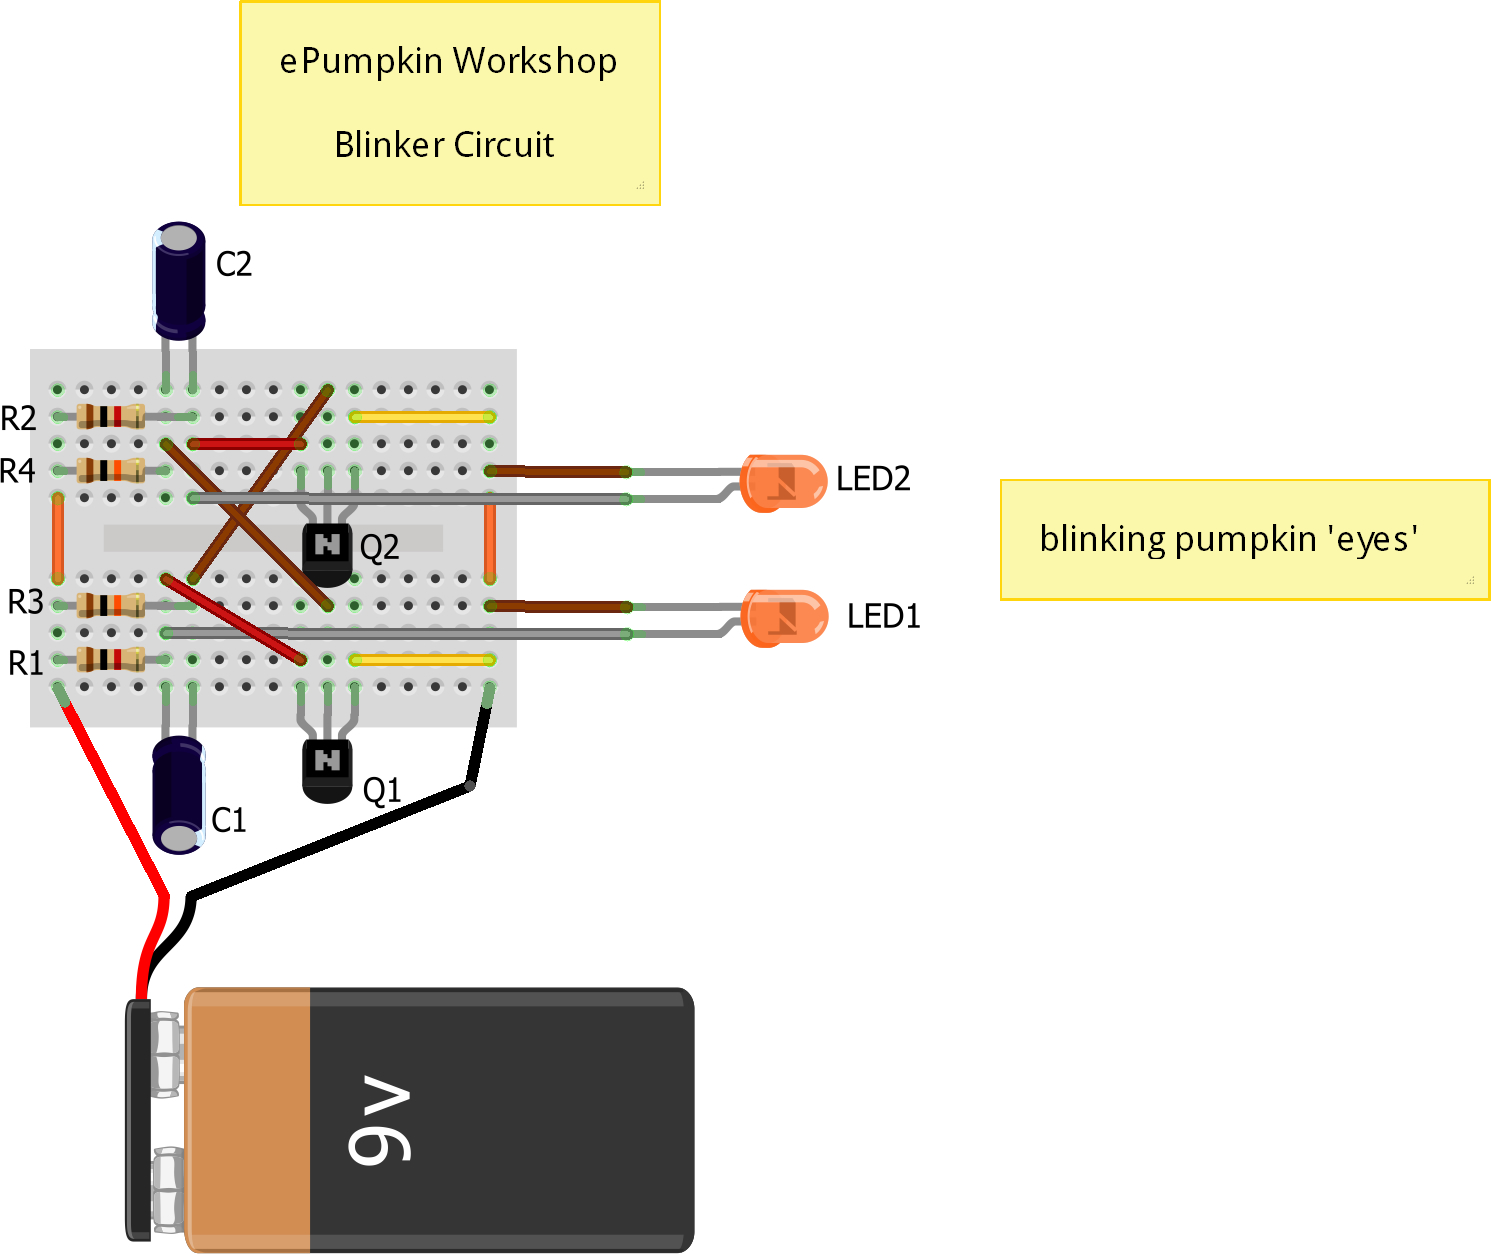 ePumpkin Workshop
Blinker Circuit
C2
R2
R4
LED2
Q2
blinking pumpkin 'eyes'
R3
LED1
R1
Q1
C1
9v